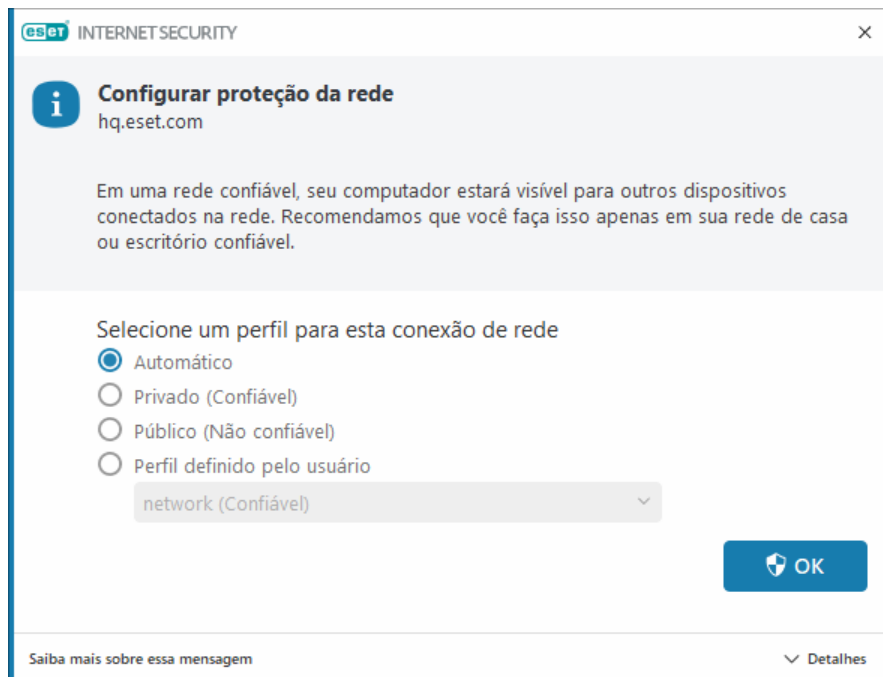 eset INTERNET SECURITY
Configurar proteção da rede
hq.eset.com
Em uma rede confiável, seu computador estará visível para outros dispositivos
conectados na rede. Recomendamos que você faça isso apenas em sua rede de casa
ou escritório confiável.
Selecione um perfil para esta conexão de rede
Automático
Privado (Confiável)
Público (Não confiável)
Perfil definido pelo usuário
network (Confiável)
OK
Saiba mais sobre essa mensagem
Detalhes